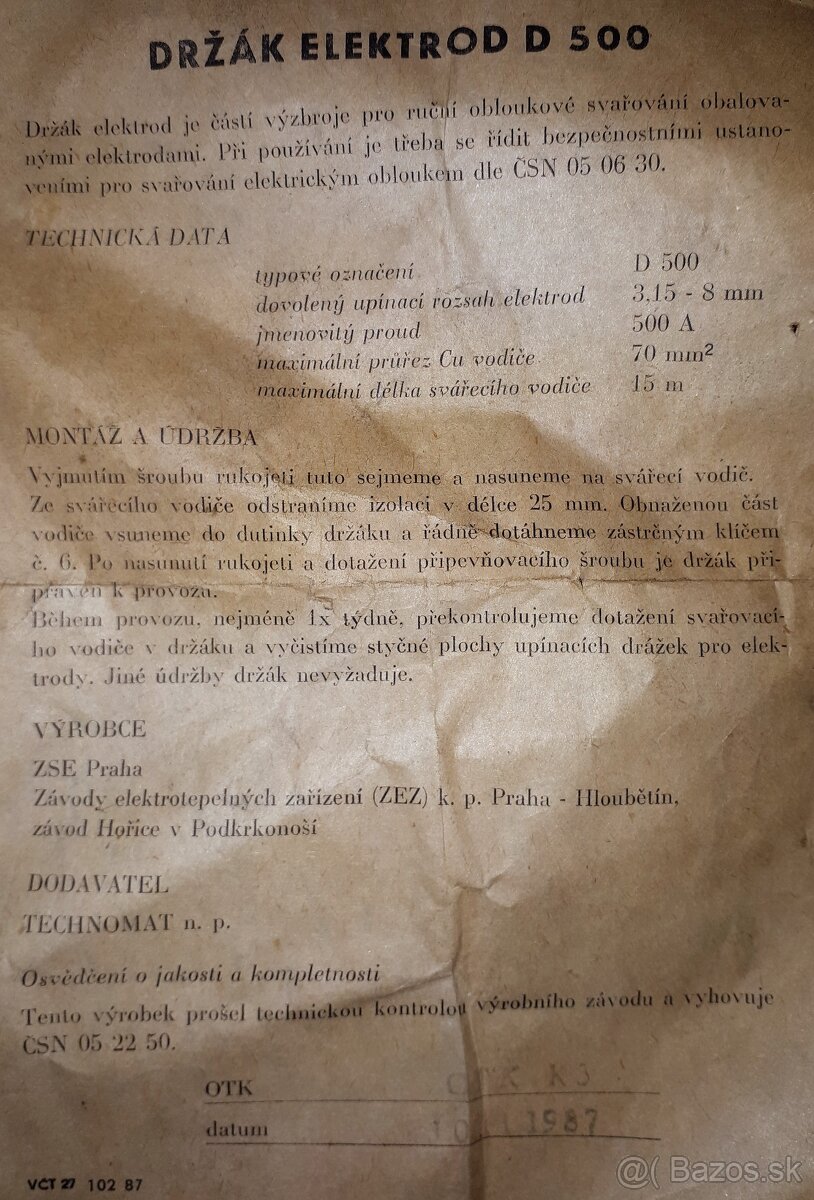 DRŽÁK ELEKTROD D 500
Držák elektrod je částí výzbroje pro ruční obloukové svařování obalova-
nými elektrodami. Při používání je třeba se řídit bezpečnostními ustano-
veními pro svařování elektrickým obloukem dle ČSN 05 06 30.
TECHNICKÁ DATA
typové označení D 500
dovolený upínací rozsah elektrod 3,15 - 8 mm
jmenovitý proud 500 A
maximální průřez Cu vodiče 70 mm²
maximální délka svářecího vodiče 15 m
MONTÁŽ A ÚDRŽBA
Vyjmutím šroubu rukojeti tuto sejmeme a nasuneme na svářecí vodič.
Ze svářecího vodiče odstraníme izolaci v délce 25 mm. Obnaženou část
vodiče vsuneme do dutinky držáku a řádně dotáhneme zástrčným klíčem
č. 6. Po nasunutí rukojeti a dotažení připevňovacího šroubu je držák při-
praven k provozu.
Během provozu, nejméně 1x týdně, překontrolujeme dotažení svařovací-
ho vodiče v držáku a vyčistíme styčné plochy upínacích drážek pro elek-
trody. Jiné údržby držák nevyžaduje.
VÝROBCE
ZSE Praha
Závody elektrotepelných zařízení (ZEZ) k. p. Praha - Hloubětín,
závod Hořice v Podkrkonoší
DODAVATEL
TECHNOMAT n. p.
Osvědčení o jakosti a kompletnosti
Tento výrobek prošel technickou kontrolou výrobního závodu a vyhovuje
ČSN 05 22 50.
OTK OTK K3
datum 1987
VČT 27 102 87
@( Bazos.sk